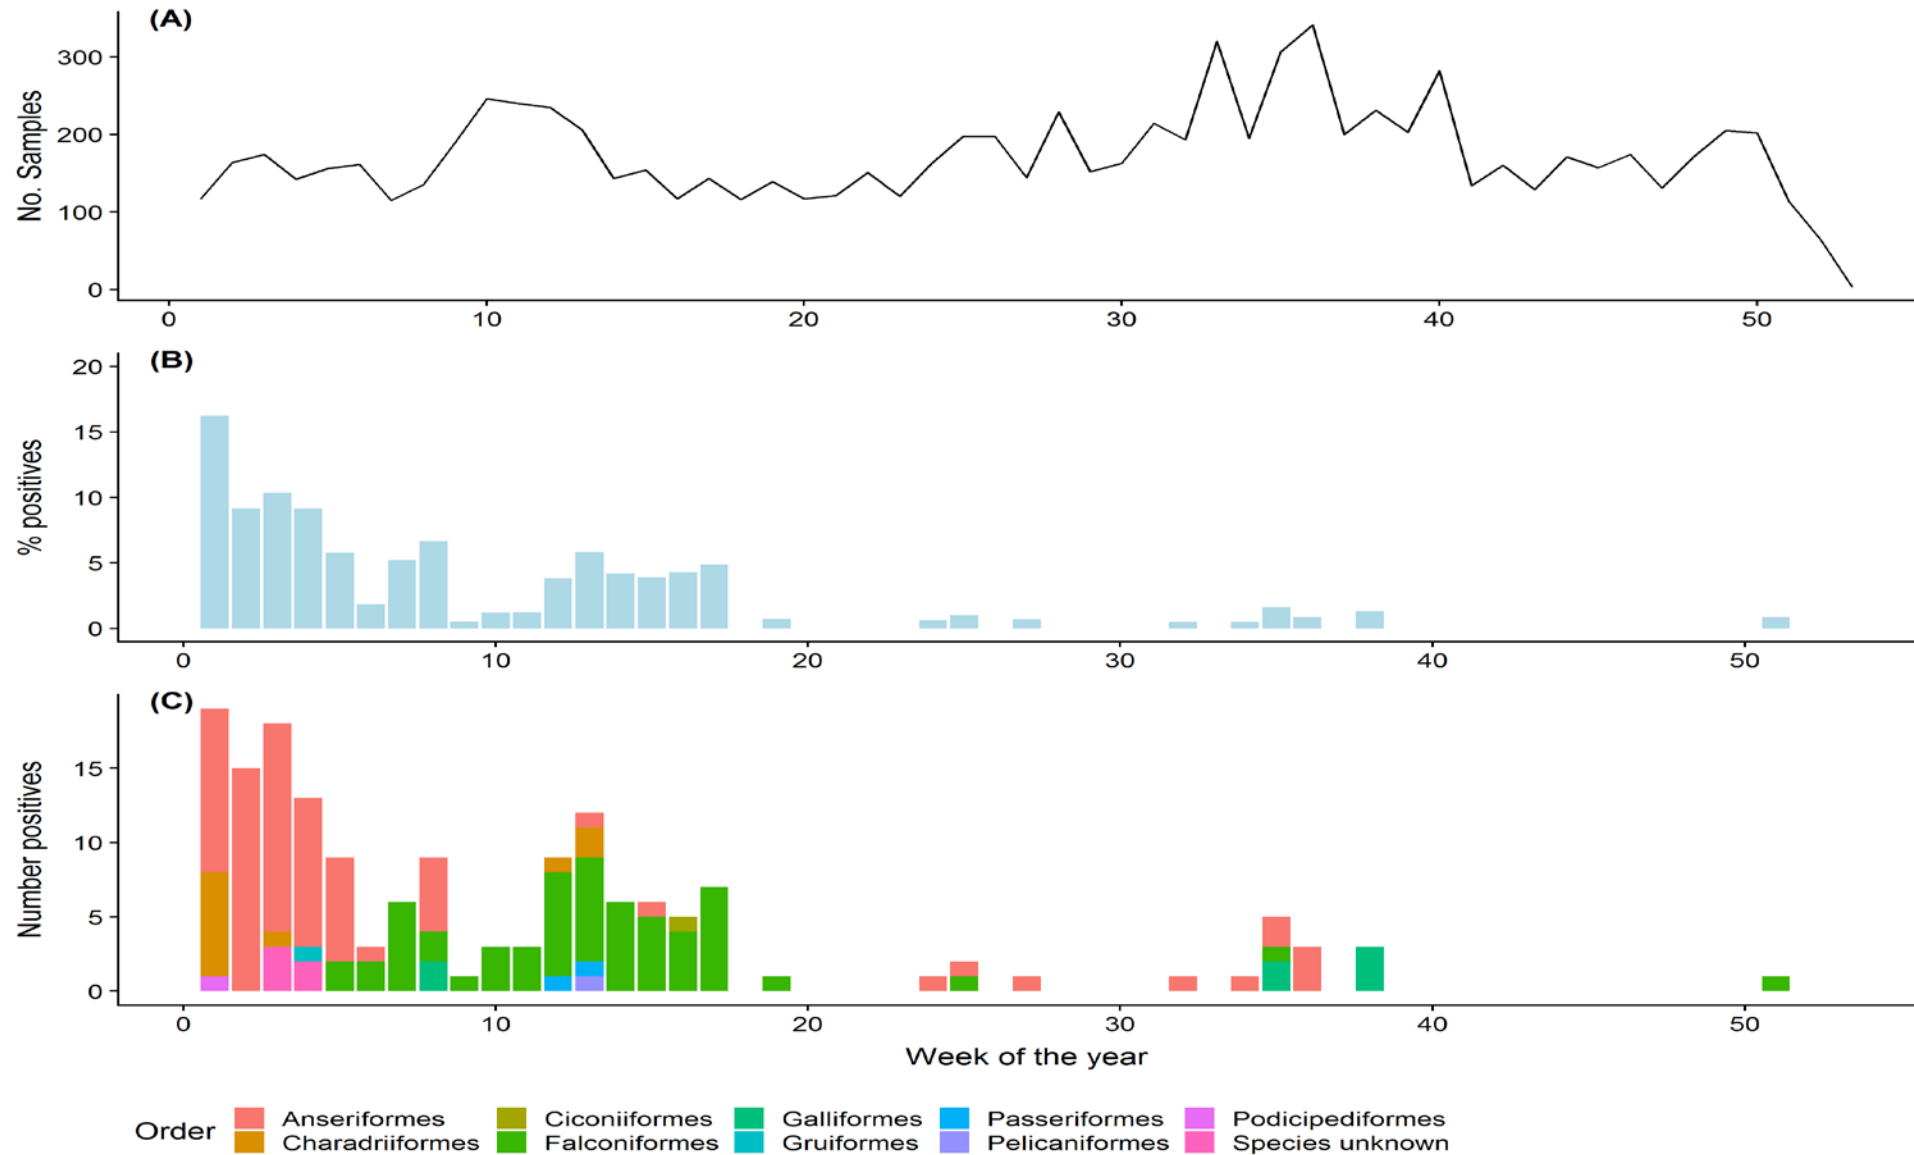 (A)
No. Samples
300
200
100
0
0 10 20 30 40 50
(B)
% positives
20
15
10
5
0
0 10 20 30 40 50
(C)
Number positives
15
10
5
0
0 10 20 30 40 50
Week of the year
Order Anseriformes Ciconiiformes Galliformes Passeriformes Podicipediformes
Charadriiformes Falconiformes Gruiformes Pelicaniformes Species unknown